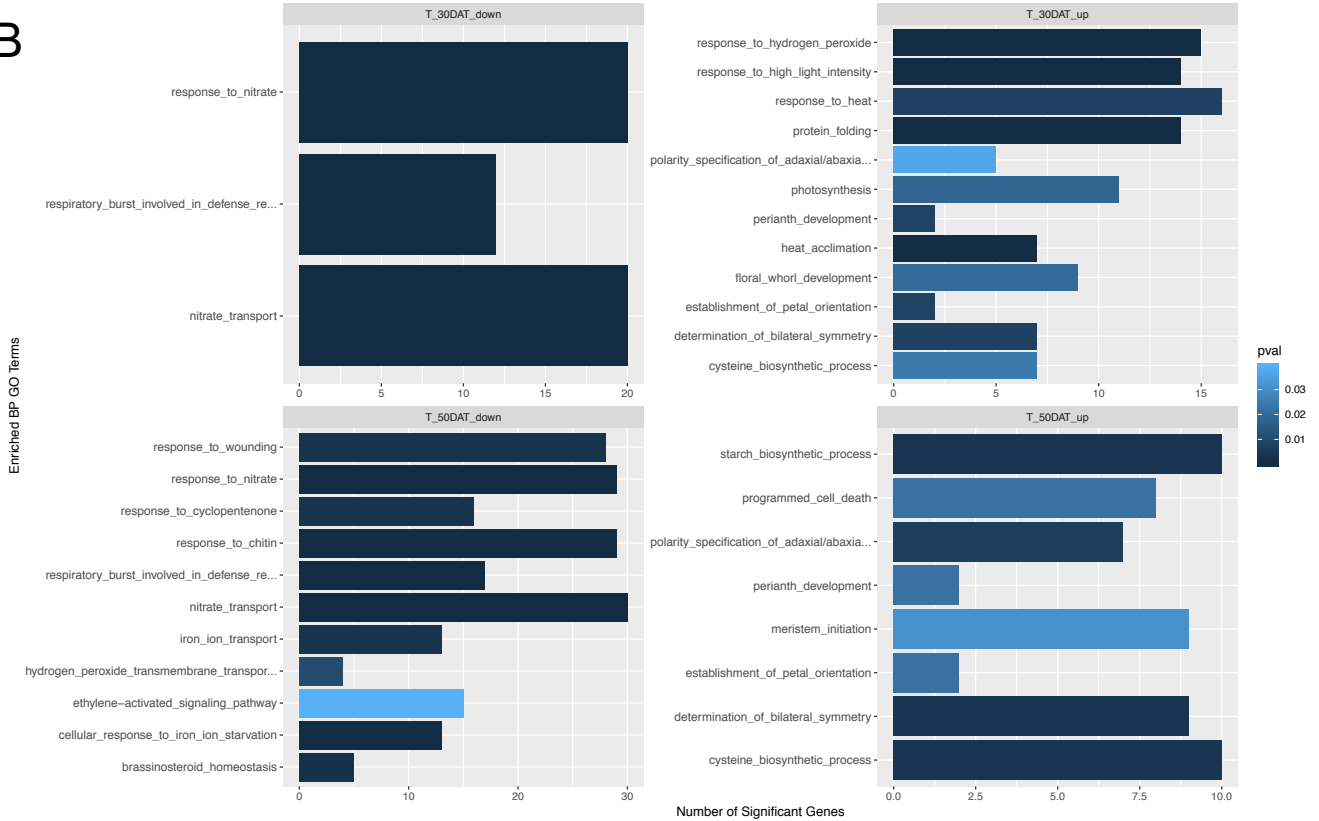 B
Enriched BP GO Terms
T_30DAT_down
response_to_nitrate
respiratory_burst_involved_in_defense_re...
nitrate_transport
0 5 10 15 20
T_30DAT_up
response_to_hydrogen_peroxide
response_to_high_light_intensity
response_to_heat
protein_folding
polarity_specification_of_adaxial/abaxia...
photosynthesis
perianth_development
heat_acclimation
floral_whorl_development
establishment_of_petal_orientation
determination_of_bilateral_symmetry
cysteine_biosynthetic_process
0 5 10 15
T_50DAT_down
response_to_wounding
response_to_nitrate
response_to_cyclopentenone
response_to_chitin
respiratory_burst_involved_in_defense_re...
nitrate_transport
iron_ion_transport
hydrogen_peroxide_transmembrane_transpor...
ethylene−activated_signaling_pathway
cellular_response_to_iron_ion_starvation
brassinosteroid_homeostasis
0 10 20 30
T_50DAT_up
starch_biosynthetic_process
programmed_cell_death
polarity_specification_of_adaxial/abaxia...
perianth_development
meristem_initiation
establishment_of_petal_orientation
determination_of_bilateral_symmetry
cysteine_biosynthetic_process
0.0 2.5 5.0 7.5 10.0
Number of Significant Genes
pval
0.03
0.02
0.01